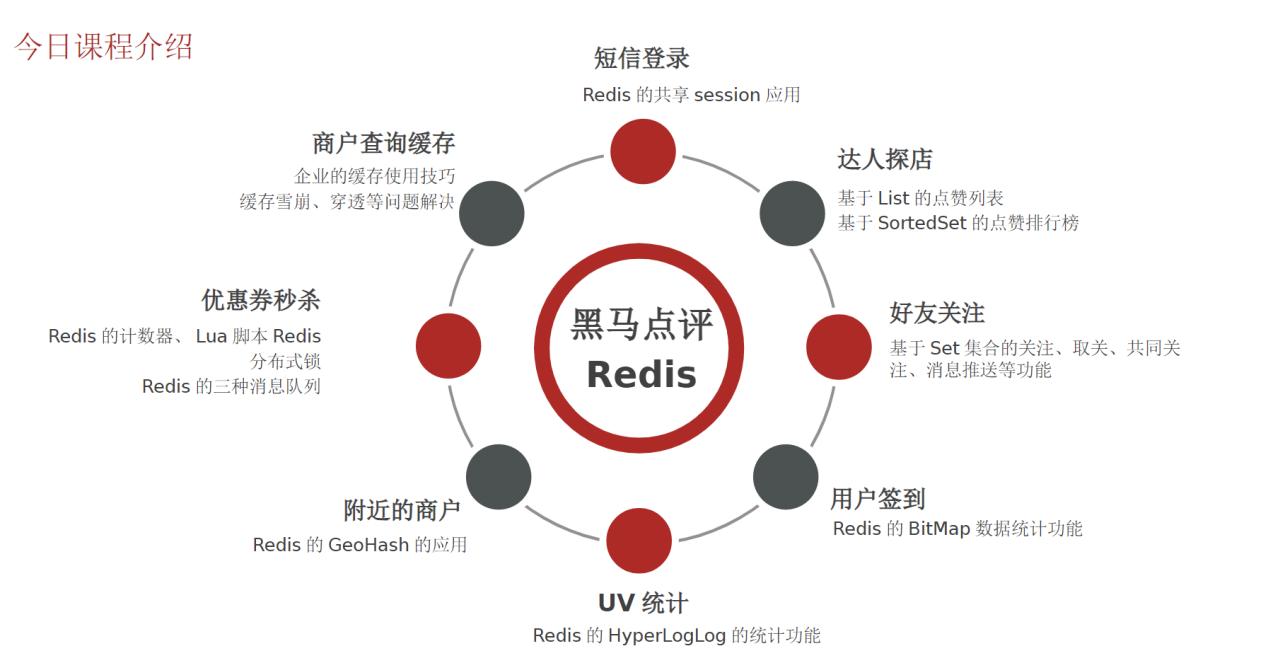 今日课程介绍
短信登录
Redis 的共享 session 应用
商户查询缓存
企业的缓存使用技巧
缓存雪崩、穿透等问题解决
达人探店
基于 List 的点赞列表
基于 SortedSet 的点赞排行榜
优惠券秒杀
Redis 的计数器、 Lua 脚本 Redis
分布式锁
Redis 的三种消息队列
黑马点评
Redis
好友关注
基于 Set 集合的关注、取关、共同关
注、消息推送等功能
附近的商户
Redis 的 GeoHash 的应用
用户签到
Redis 的 BitMap 数据统计功能
UV 统计
Redis 的 HyperLogLog 的统计功能